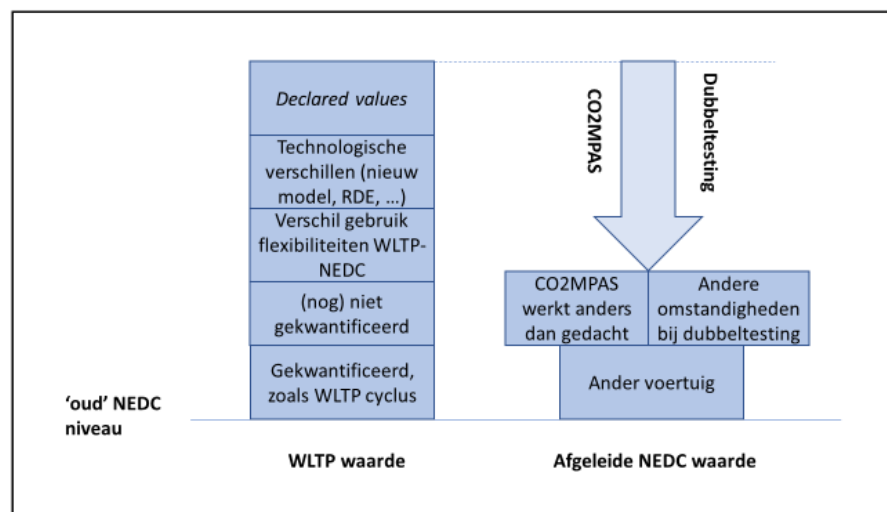 Declared values
Technologische
verschillen (nieuw
model, RDE, ...)
Verschil gebruik
flexibiliteiten WLTP-
NEDC
(nog) niet
gekwantificeerd
Gekwantificeerd,
zoals WLTP cyclus
'oud' NEDC
niveau
WLTP waarde
CO2MPAS
Dubbeltesting
CO2MPAS
werkt anders
dan gedacht
Andere
omstandigheden
bij dubbeltesting
Ander voertuig
Afgeleide NEDC waarde